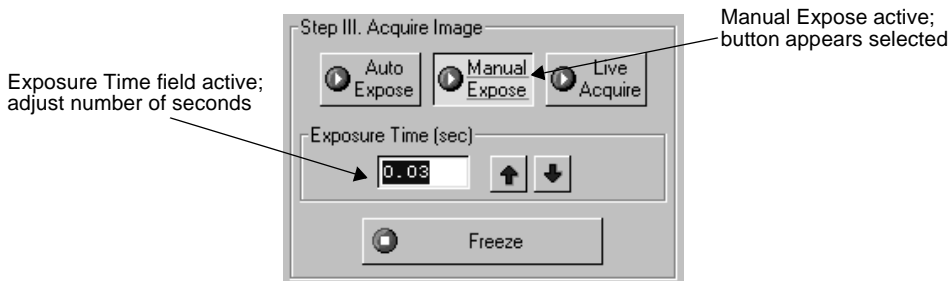 Manual Expose active;
button appears selected
Step III. Acquire Image
Auto
Expose
Manual
Expose
Live
Acquire
Exposure Time field active;
adjust number of seconds
Exposure Time (sec)
0.03
Freeze